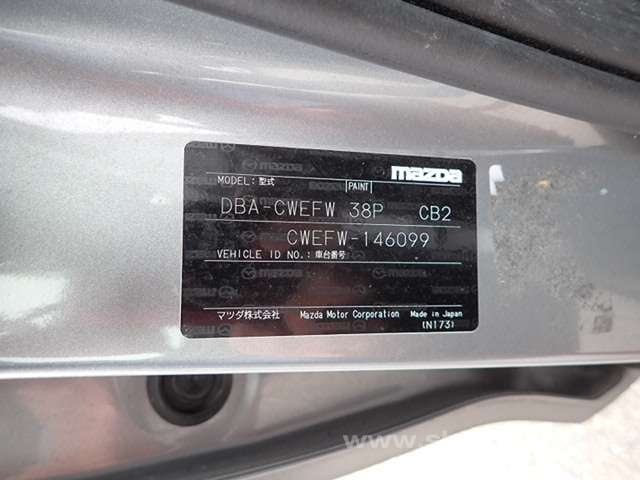 mazda
MODEL: 型式 PAINT
DBA-CWEFW 38P CB2
CWEFW-146099
VEHICLE ID NO.: 車台番号
マツダ株式会社 Mazda Motor Corporation Made in Japan
(N173)